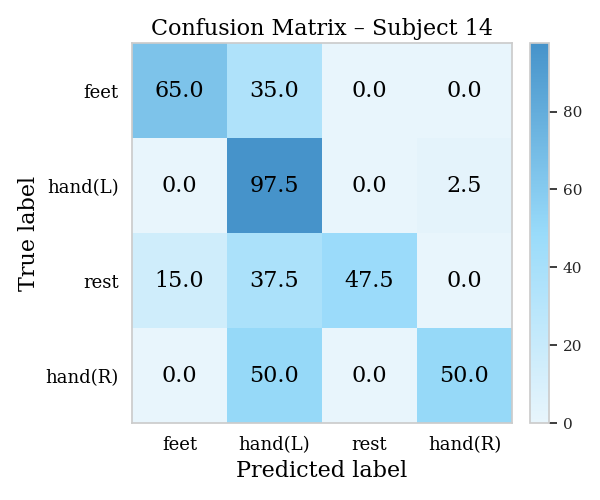 Confusion Matrix – Subject 14
feet 65.0 35.0 0.0 0.0
hand(L) 0.0 97.5 0.0 2.5
rest 15.0 37.5 47.5 0.0
hand(R) 0.0 50.0 0.0 50.0
feet hand(L) rest hand(R)
Predicted label
True label
80
60
40
20
0